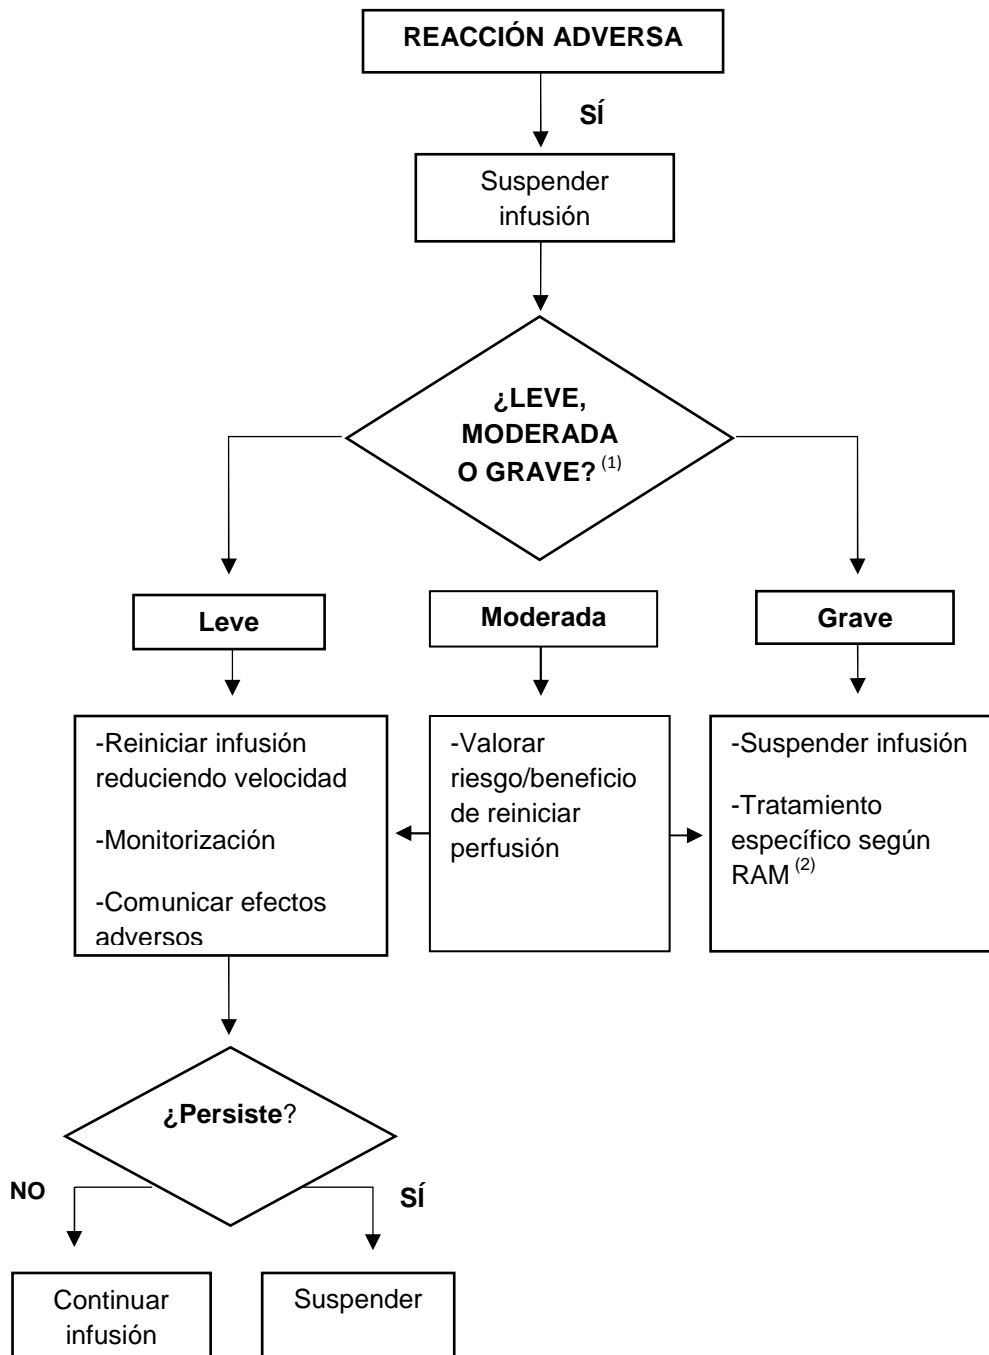 REACCIÓN ADVERSA
SÍ
Suspender
infusión
¿LEVE,
MODERADA
O GRAVE? (1)
Leve
Moderada
Grave
-Reiniciar infusión
reduciendo velocidad
-Monitorización
-Comunicar efectos
adversos
-Valorar
riesgo/beneficio
de reiniciar
perfusión
-Suspender infusión
-Tratamiento
específico según
RAM (2)
¿Persiste?
NO
SÍ
Continuar
infusión
Suspender